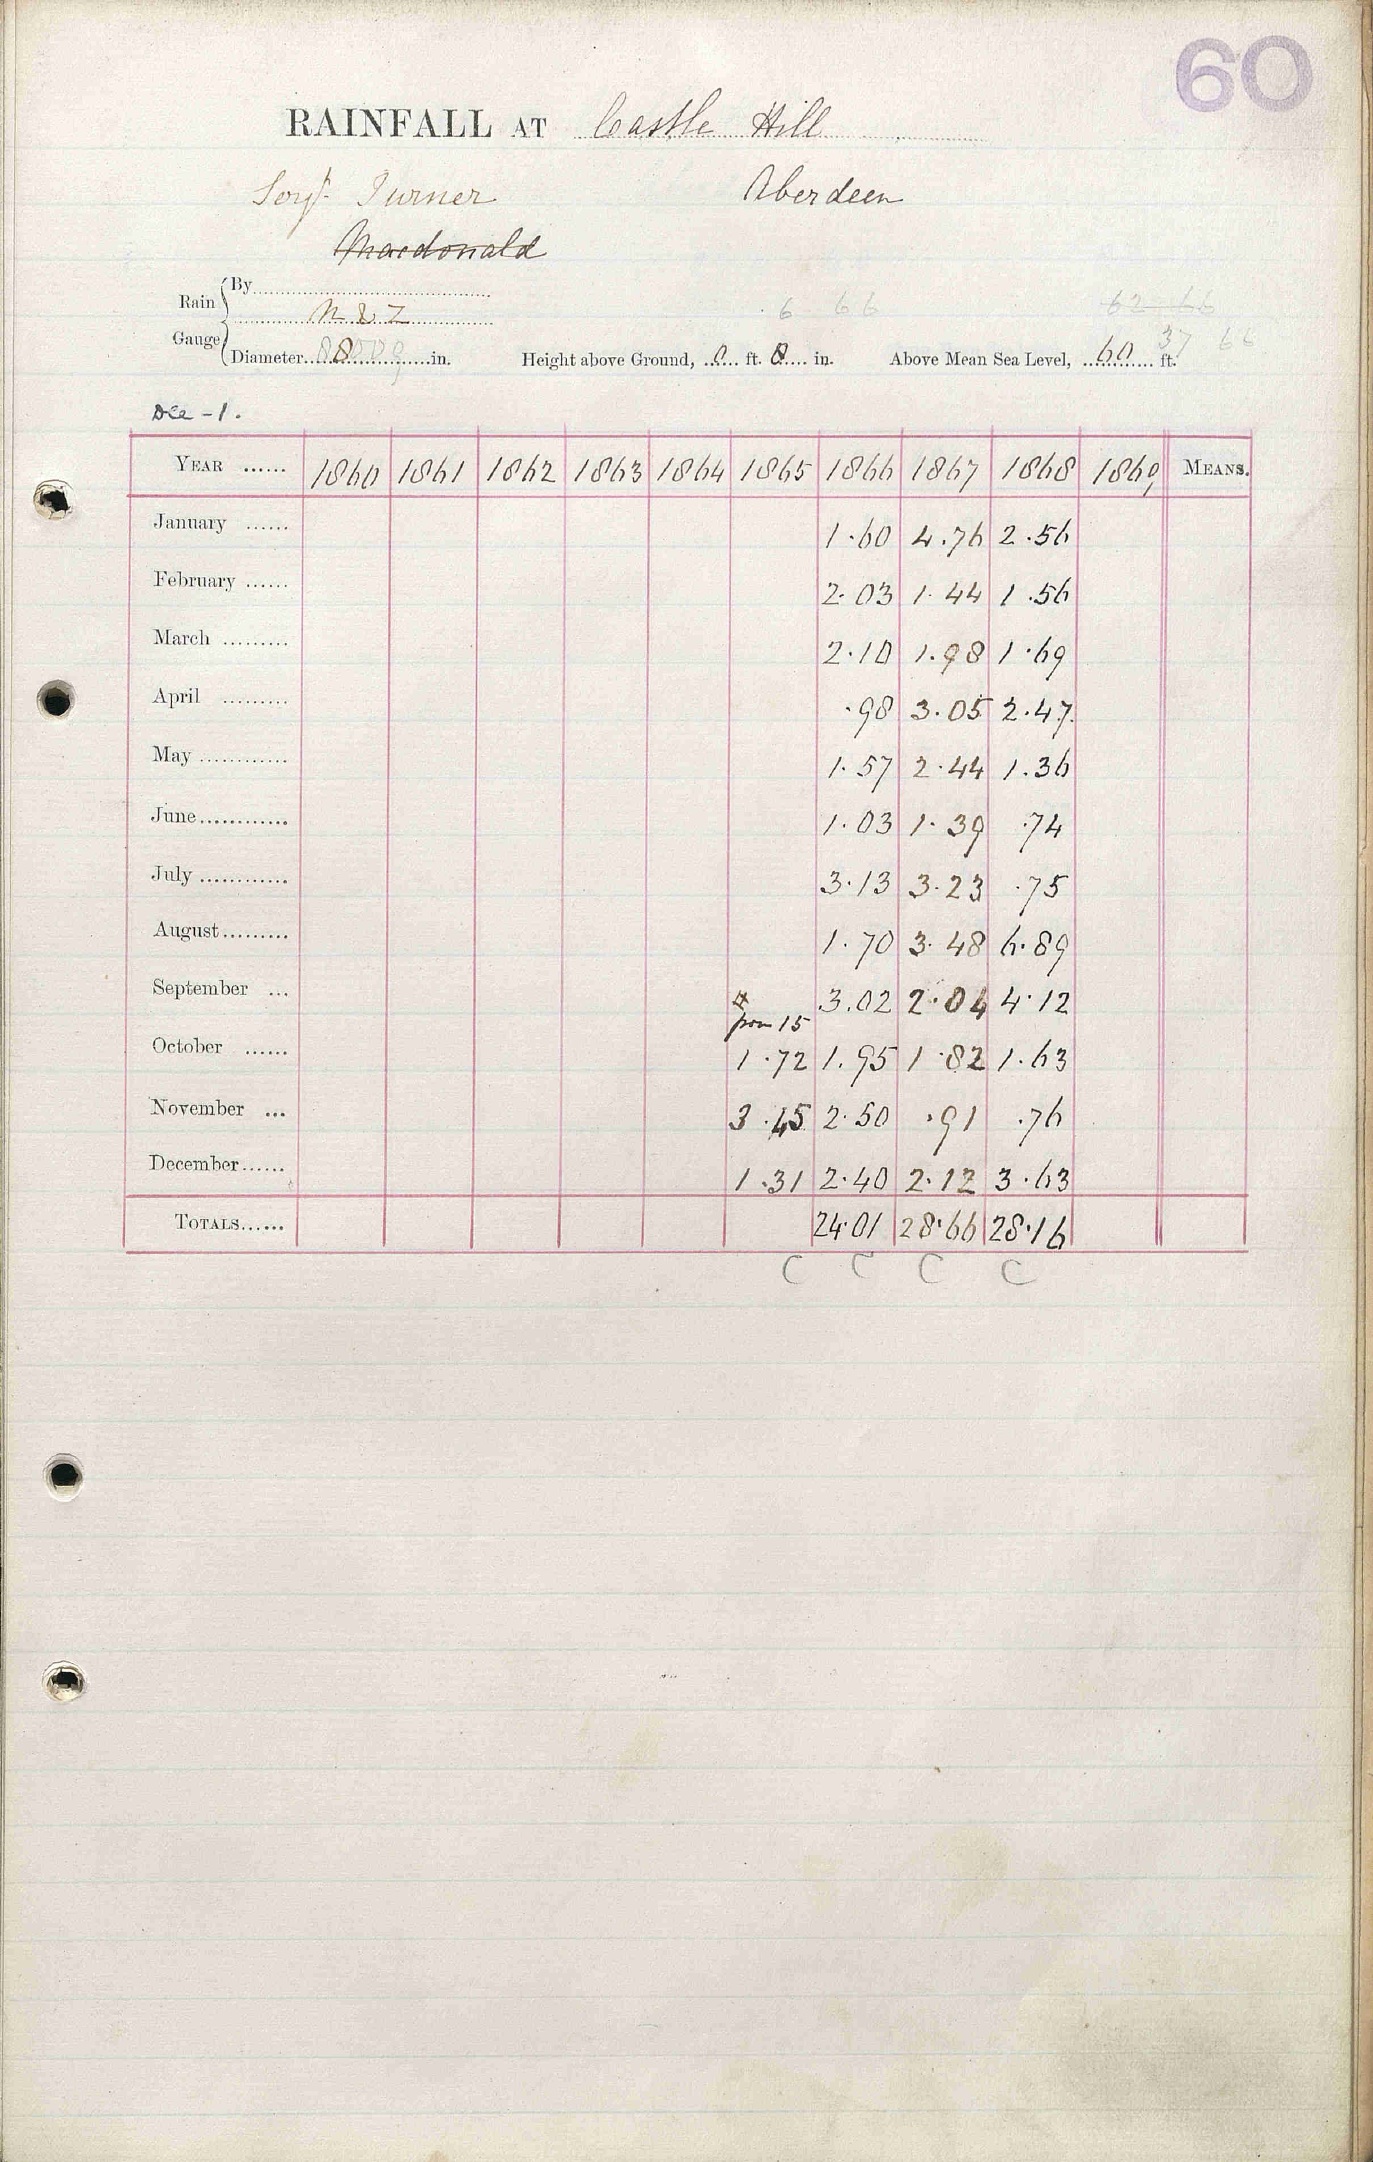 60
RAINFALL AT Castle Hill
Sergt. Turner Aberdeen
Macdonald
Rain Gauge
By
N & Z
Diameter 8 in. Height above Ground, 0 ft. 8 in. Above Mean Sea Level, 60 ft.
6 66
62 66
37 66
Dec - 1.
YEAR ...... 1860 1861 1862 1863 1864 1865 1866 1867 1868 1869 MEANS.
January ...... 1.60 4.76 2.56
February ...... 2.03 1.44 1.56
March ......... 2.10 1.98 1.69
April ......... .98 3.05 2.47
May ............ 1.57 2.44 1.36
June............ 1.03 1.39 .74
July ............ 3.13 3.23 .75
August......... 1.70 3.48 6.89
September ... 3.02 2.04 4.12
from 15
October ...... 1.72 1.95 1.82 1.63
November ... 3.45 2.50 .91 .76
December...... 1.31 2.40 2.12 3.63
TOTALS...... 24.01 28.66 28.16
C C C C